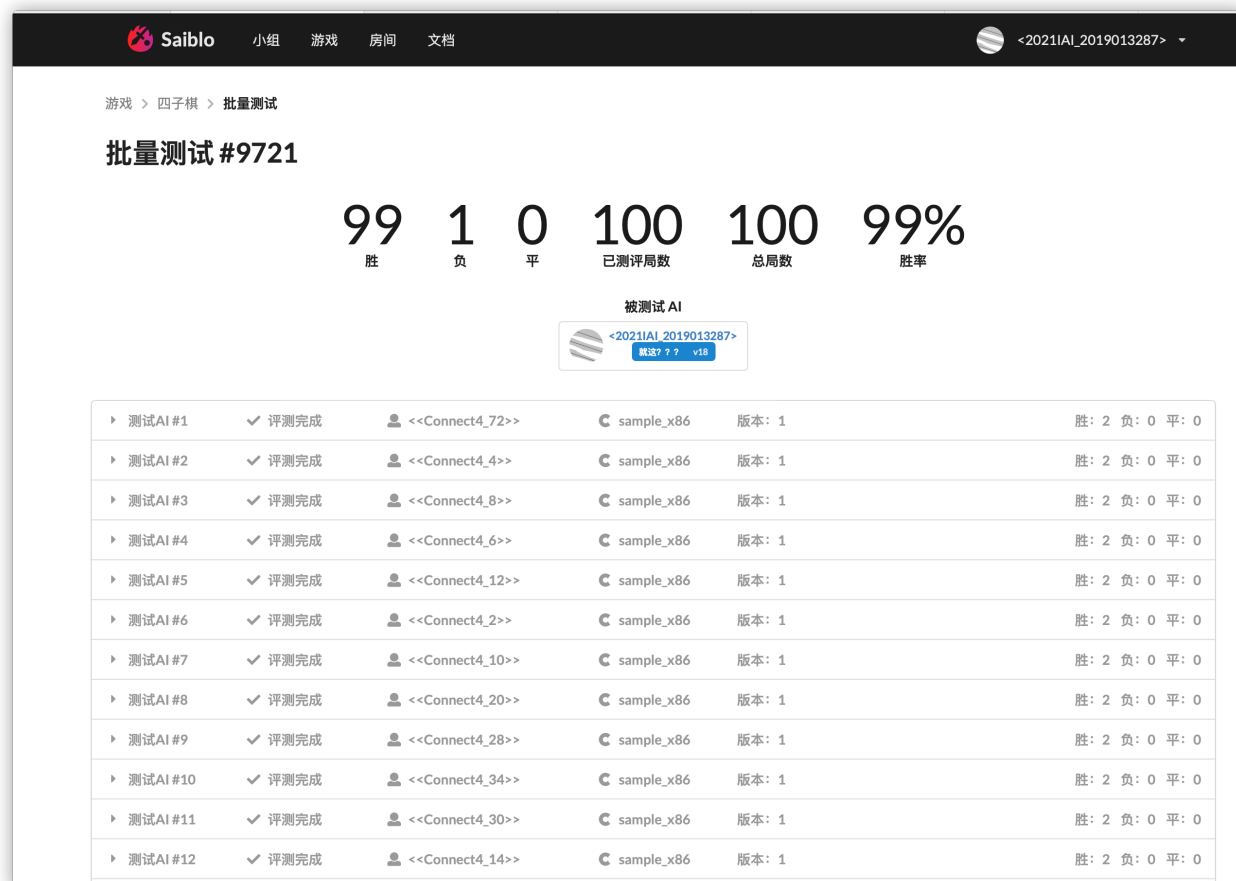 Saiblo 小组 游戏 房间 文档 <2021IAI_2019013287>
游戏 > 四子棋 > 批量测试
批量测试 #9721
99 1 0 100 100 99%
胜 负 平 已测评局数 总局数 胜率
被测试 AI
<2021IAI_2019013287>
就这？？？ v18
测试AI #1 评测完成 <<Connect4_72>> sample_x86 版本：1 胜：2 负：0 平：0
测试AI #2 评测完成 <<Connect4_4>> sample_x86 版本：1 胜：2 负：0 平：0
测试AI #3 评测完成 <<Connect4_8>> sample_x86 版本：1 胜：2 负：0 平：0
测试AI #4 评测完成 <<Connect4_6>> sample_x86 版本：1 胜：2 负：0 平：0
测试AI #5 评测完成 <<Connect4_12>> sample_x86 版本：1 胜：2 负：0 平：0
测试AI #6 评测完成 <<Connect4_2>> sample_x86 版本：1 胜：2 负：0 平：0
测试AI #7 评测完成 <<Connect4_10>> sample_x86 版本：1 胜：2 负：0 平：0
测试AI #8 评测完成 <<Connect4_20>> sample_x86 版本：1 胜：2 负：0 平：0
测试AI #9 评测完成 <<Connect4_28>> sample_x86 版本：1 胜：2 负：0 平：0
测试AI #10 评测完成 <<Connect4_34>> sample_x86 版本：1 胜：2 负：0 平：0
测试AI #11 评测完成 <<Connect4_30>> sample_x86 版本：1 胜：2 负：0 平：0
测试AI #12 评测完成 <<Connect4_14>> sample_x86 版本：1 胜：2 负：0 平：0